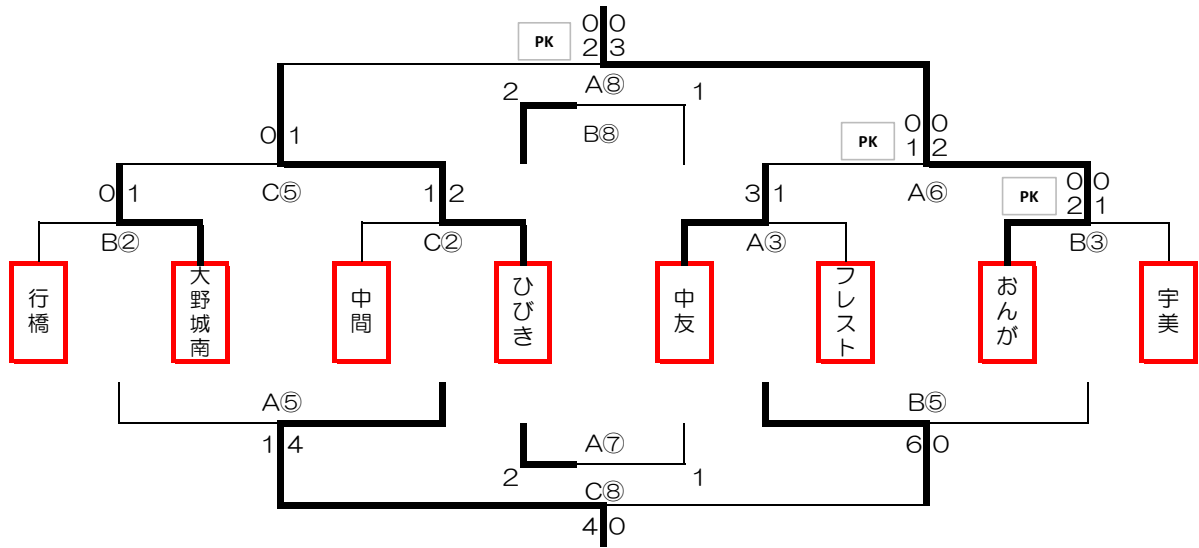 0 0
PK 2 3
A⑧
2 1
B⑧
0 1
0 0
PK 1 2
0 1
C⑤
1 2
3 1
A⑥
0 0
PK 2 1
B②
C②
A③
B③
行橋
大野城南
中間
ひびき
中友
フレスト
おんが
宇美
A⑤
B⑤
1 4
A⑦
6 0
2 1
C⑧
4 0